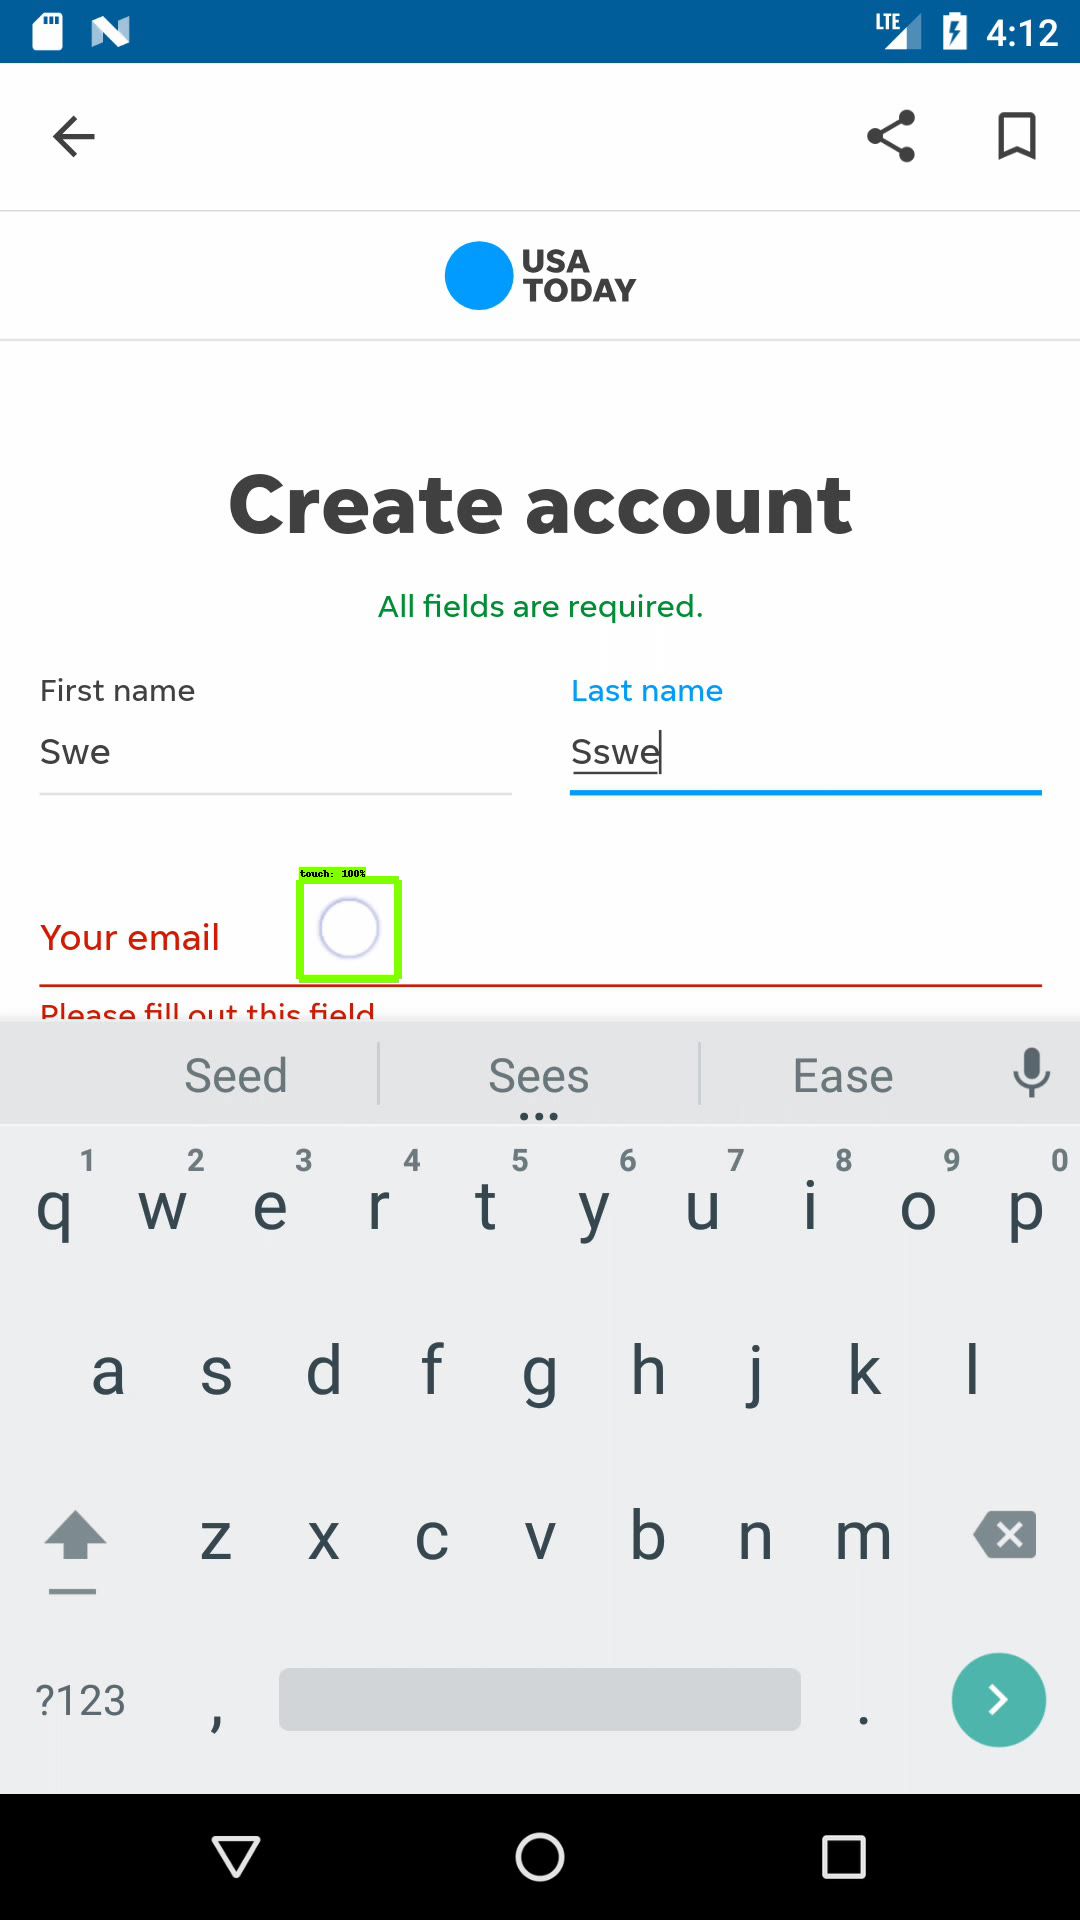 LTE 4:12
USA
TODAY
Create account
All fields are required.
First name Last name
Swe Sswe
touch: 100%
Your email
Please fill out this field
Seed Sees Ease
1 2 3 4 5 6 7 8 9 0
q w e r t y u i o p
a s d f g h j k l
z x c v b n m
?123 , .